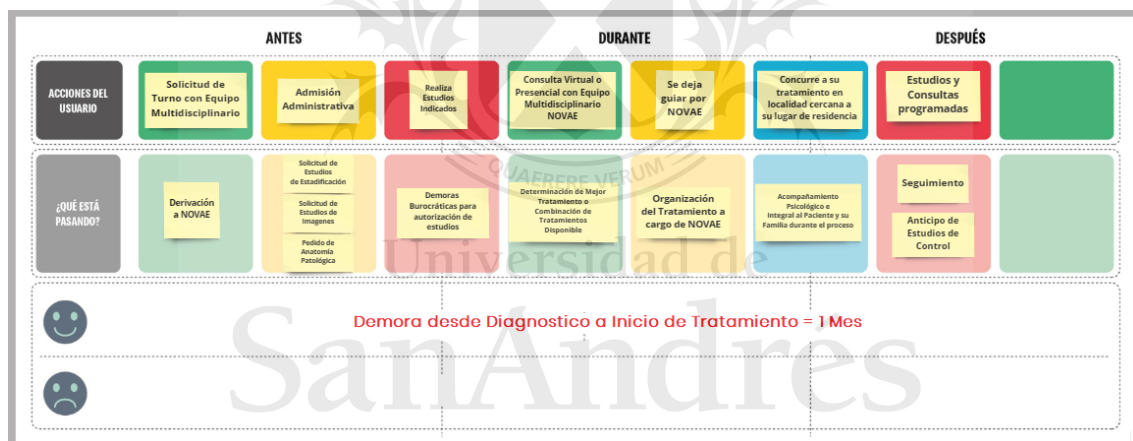 ANTES
DURANTE
DESPUÉS
ACCIONES DEL
USUARIO
Solicitud de
Turno con Equipo
Multidisciplinario
Admisión
Administrativa
Realiza
Estudios
Indicados
Consulta Virtual o
Presencial con Equipo
Multidisciplinario
NOVAE
Se deja
guiar por
NOVAE
Concurre a su
tratamiento en
localidad cercana a
su lugar de residencia
Estudios y
Consultas
programadas
¿QUÉ ESTÁ
PASANDO?
Derivación
a NOVAE
Solicitud de
Estudios
de Estadificación
Solicitud de
Estudios de
Imagenes
Pedido de
Anatomía
Patológica
Demoras
Burocráticas para
autorización de
estudios
Determinación de Mejor
Tratamiento o
Combinación de
Tratamientos
Disponible
Organización
del Tratamiento a
cargo de NOVAE
Acompañamiento
Psicológico e
Integral al Paciente y su
Familia durante el proceso
Seguimiento
Anticipo de
Estudios de
Control
QUAERERE VERUM
Universidad de
SanAndrés
Demora desde Diagnostico a Inicio de Tratamiento = 1 Mes